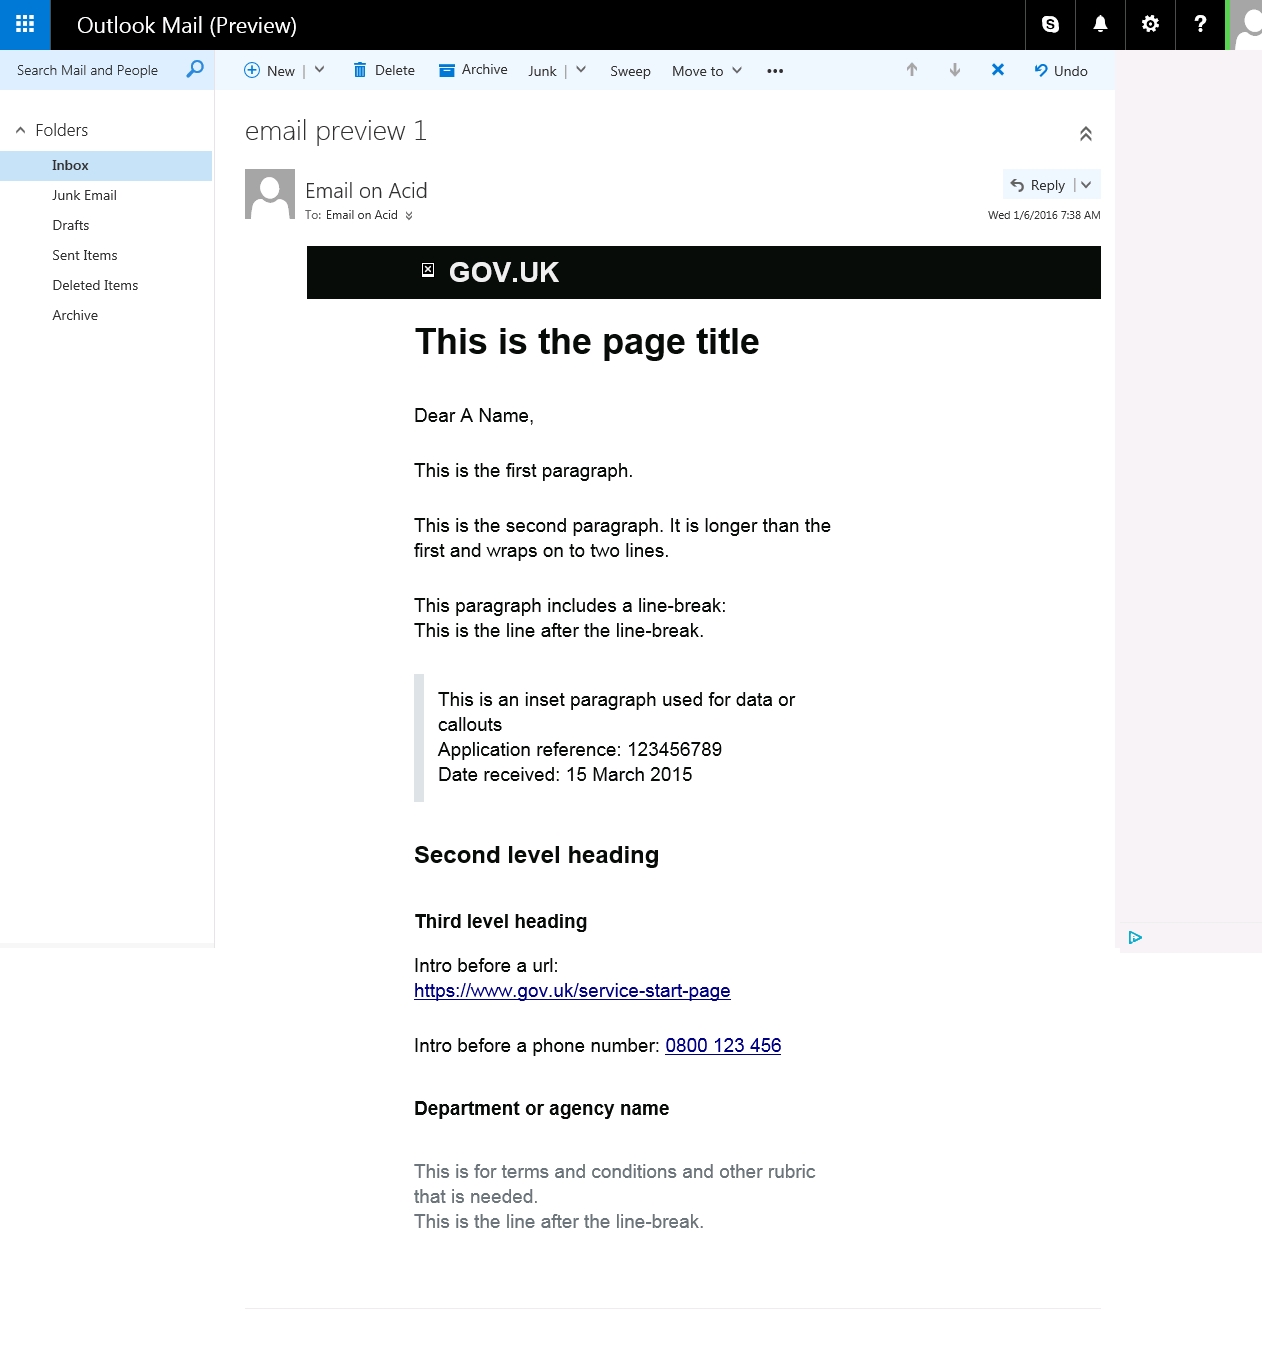 Outlook Mail (Preview)
?
Search Mail and People
New
Delete
Archive
Junk
Sweep
Move to
•••
Undo
Folders
Inbox
Junk Email
Drafts
Sent Items
Deleted Items
Archive
email preview 1
Email on Acid
To: Email on Acid
Reply
Wed 1/6/2016 7:38 AM
GOV.UK
This is the page title
Dear A Name,
This is the first paragraph.
This is the second paragraph. It is longer than the
first and wraps on to two lines.
This paragraph includes a line-break:
This is the line after the line-break.
This is an inset paragraph used for data or
callouts
Application reference: 123456789
Date received: 15 March 2015
Second level heading
Third level heading
Intro before a url:
https://www.gov.uk/service-start-page
Intro before a phone number: 0800 123 456
Department or agency name
This is for terms and conditions and other rubric
that is needed.
This is the line after the line-break.